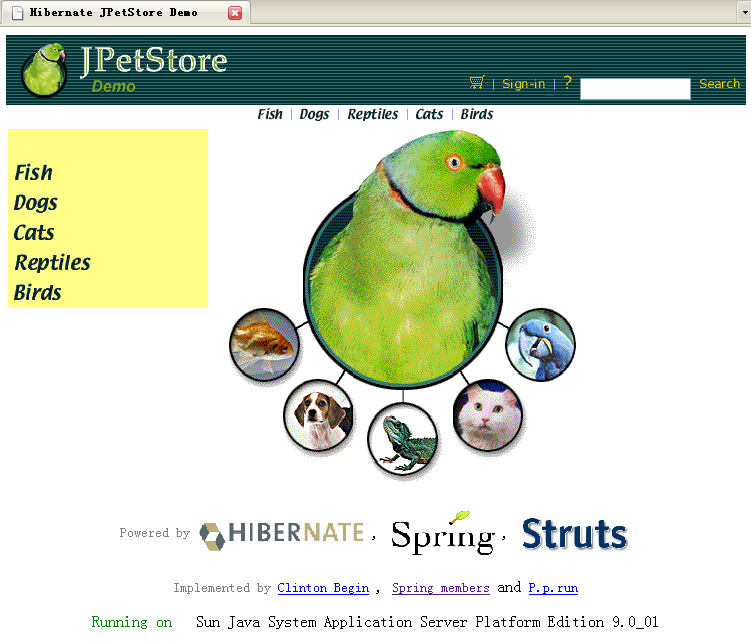 Hibernate JPetStore Demo
JPetStore
Demo
| Sign-in | ? Search
Fish | Dogs | Reptiles | Cats | Birds
Fish
Dogs
Cats
Reptiles
Birds
Powered by HIBERNATE , Spring , Struts
Implemented by Clinton Begin , Spring members and P.p.run
Running on Sun Java System Application Server Platform Edition 9.0_01